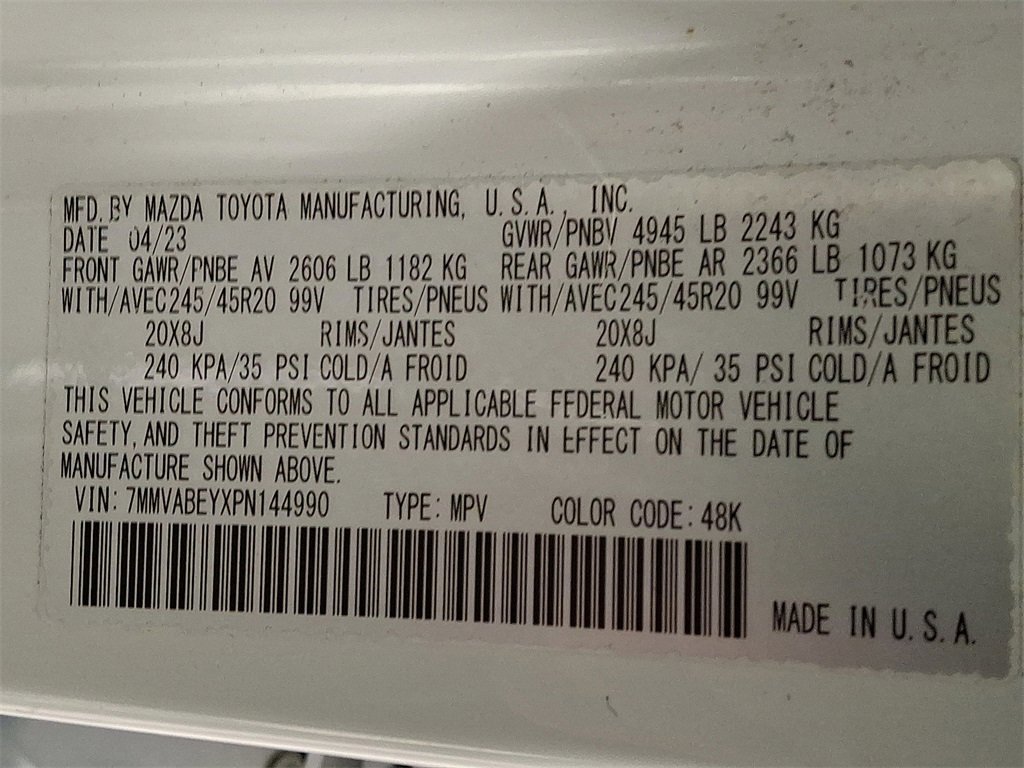 MFD. BY MAZDA TOYOTA MANUFACTURING, U.S.A., INC.
DATE 04/23 GVWR/PNBV 4945 LB 2243 KG
FRONT GAWR/PNBE AV 2606 LB 1182 KG REAR GAWR/PNBE AR 2366 LB 1073 KG
WITH/AVEC245/45R20 99V TIRES/PNEUS WITH/AVEC245/45R20 99V TIRES/PNEUS
20X8J RIMS/JANTES 20X8J RIMS/JANTES
240 KPA/35 PSI COLD/A FROID 240 KPA/ 35 PSI COLD/A FROID
THIS VEHICLE CONFORMS TO ALL APPLICABLE FEDERAL MOTOR VEHICLE
SAFETY, AND THEFT PREVENTION STANDARDS IN EFFECT ON THE DATE OF
MANUFACTURE SHOWN ABOVE.
VIN: 7MMVABEYXPN144990 TYPE: MPV COLOR CODE: 48K
MADE IN U.S.A.